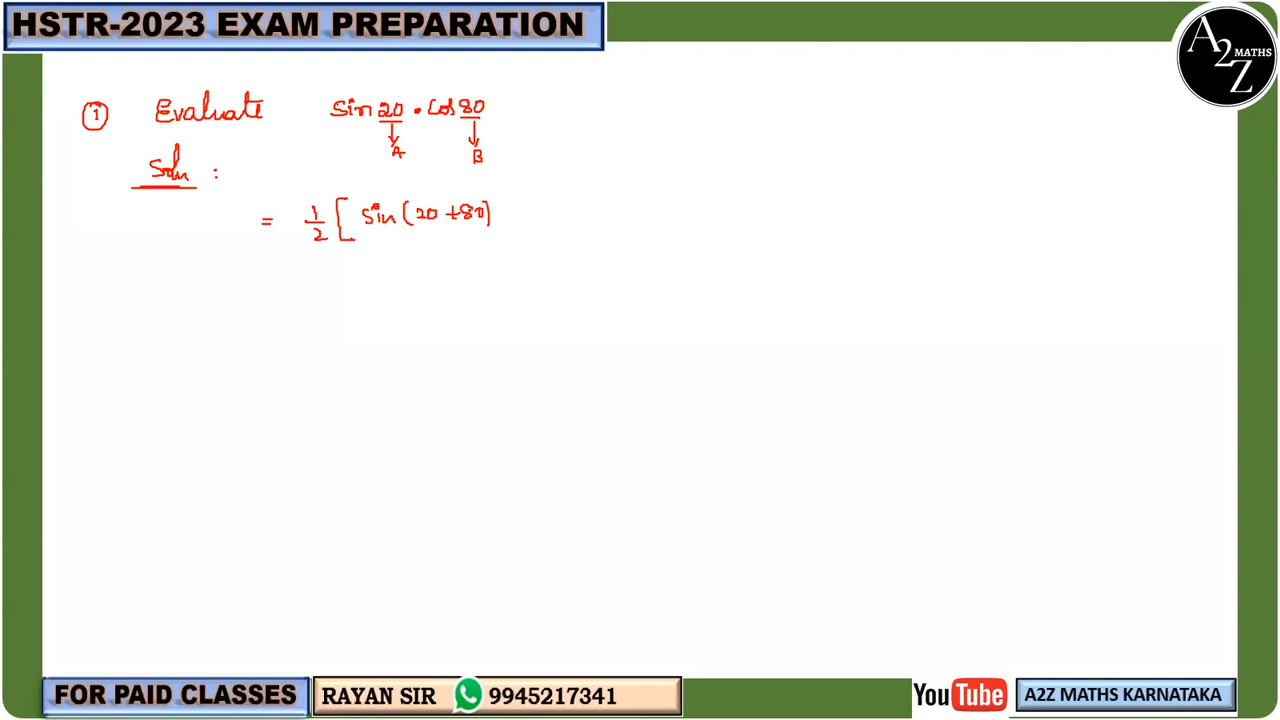 HSTR-2023 EXAM PREPARATION
A2Z MATHS
① Evaluate sin 20 . Cos 80
A B
Soln :
= 1/2 [ sin (20 + 80)
FOR PAID CLASSES
RAYAN SIR 9945217341
YouTube
A2Z MATHS KARNATAKA